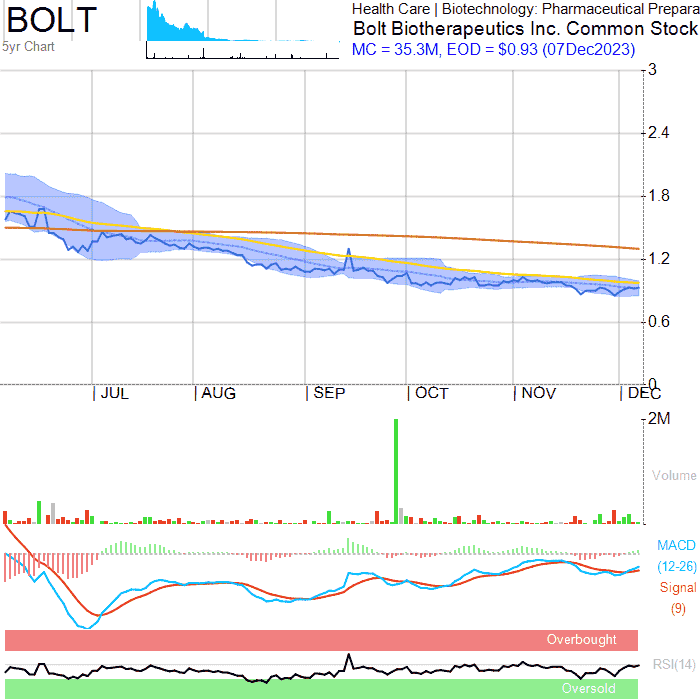 BOLT
5yr Chart
Health Care | Biotechnology: Pharmaceutical Prepara
Bolt Biotherapeutics Inc. Common Stock
MC = 35.3M, EOD = $0.93 (07Dec2023)
3
2.4
1.8
1.2
0.6
0
JUL AUG SEP OCT NOV DEC
2M
Volume
MACD
(12-26)
Signal
(9)
Overbought
RSI(14)
Oversold